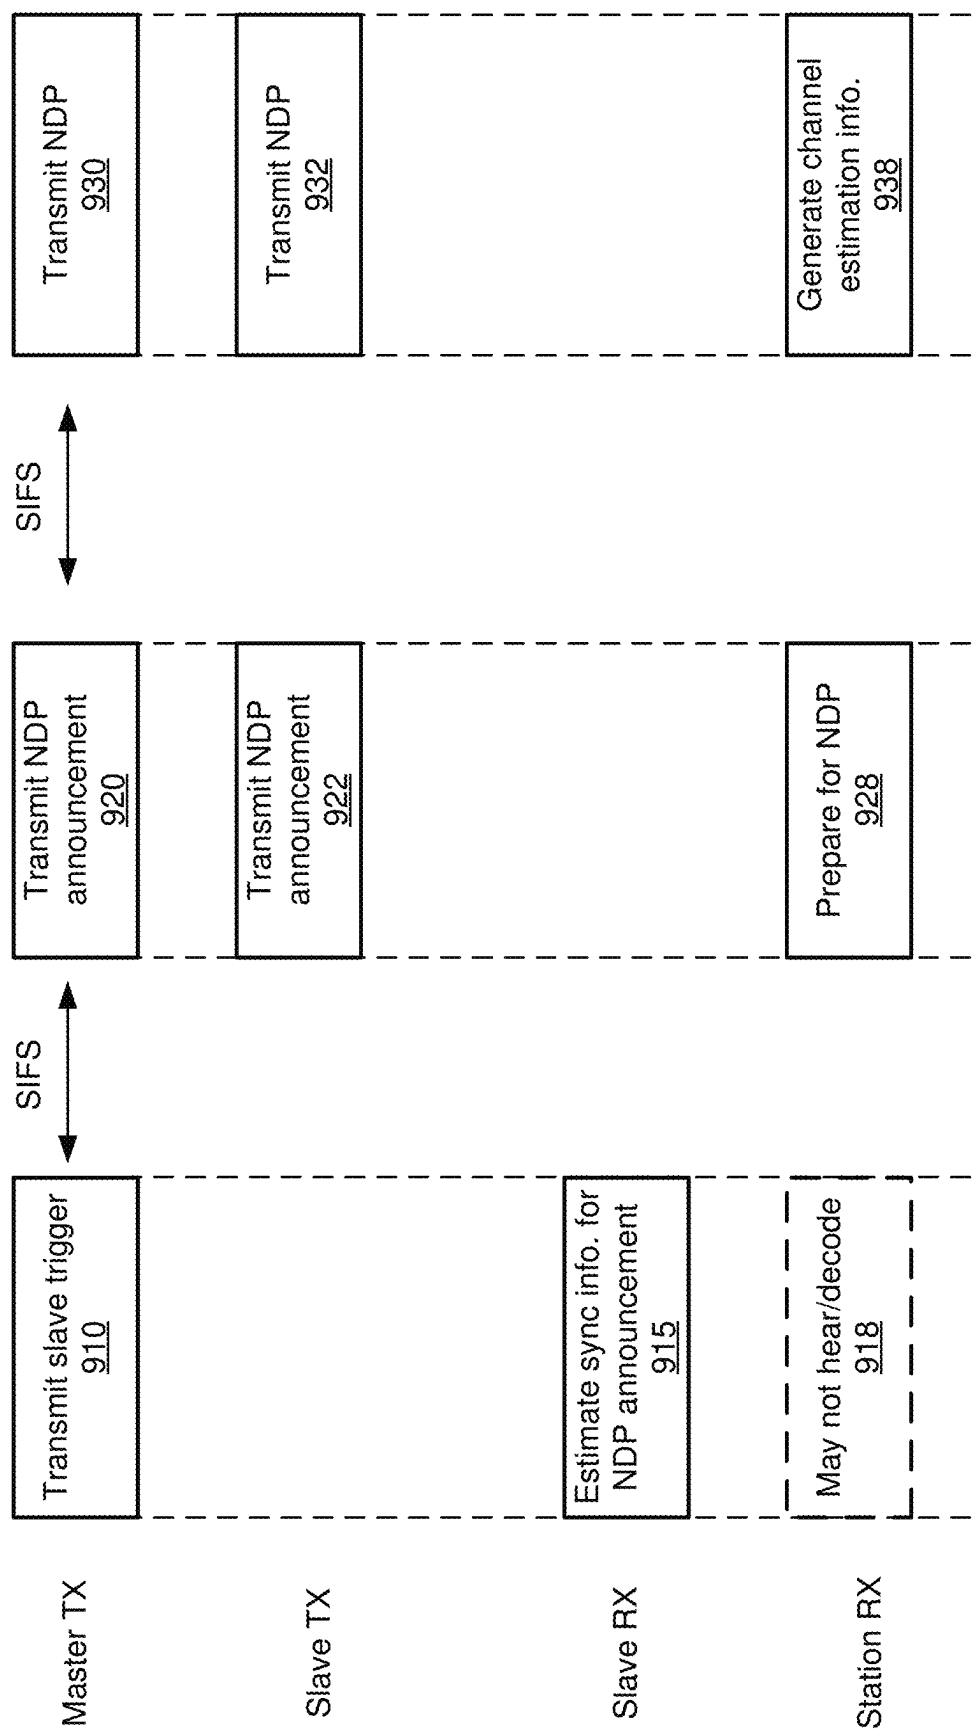 Master TX
Transmit slave trigger
910
SIFS
Transmit NDP
announcement
920
SIFS
Transmit NDP
930
Slave TX
Transmit NDP
announcement
922
Transmit NDP
932
Slave RX
Estimate sync info. for
NDP announcement
915
Station RX
May not hear/decode
918
Prepare for NDP
928
Generate channel
estimation info.
938